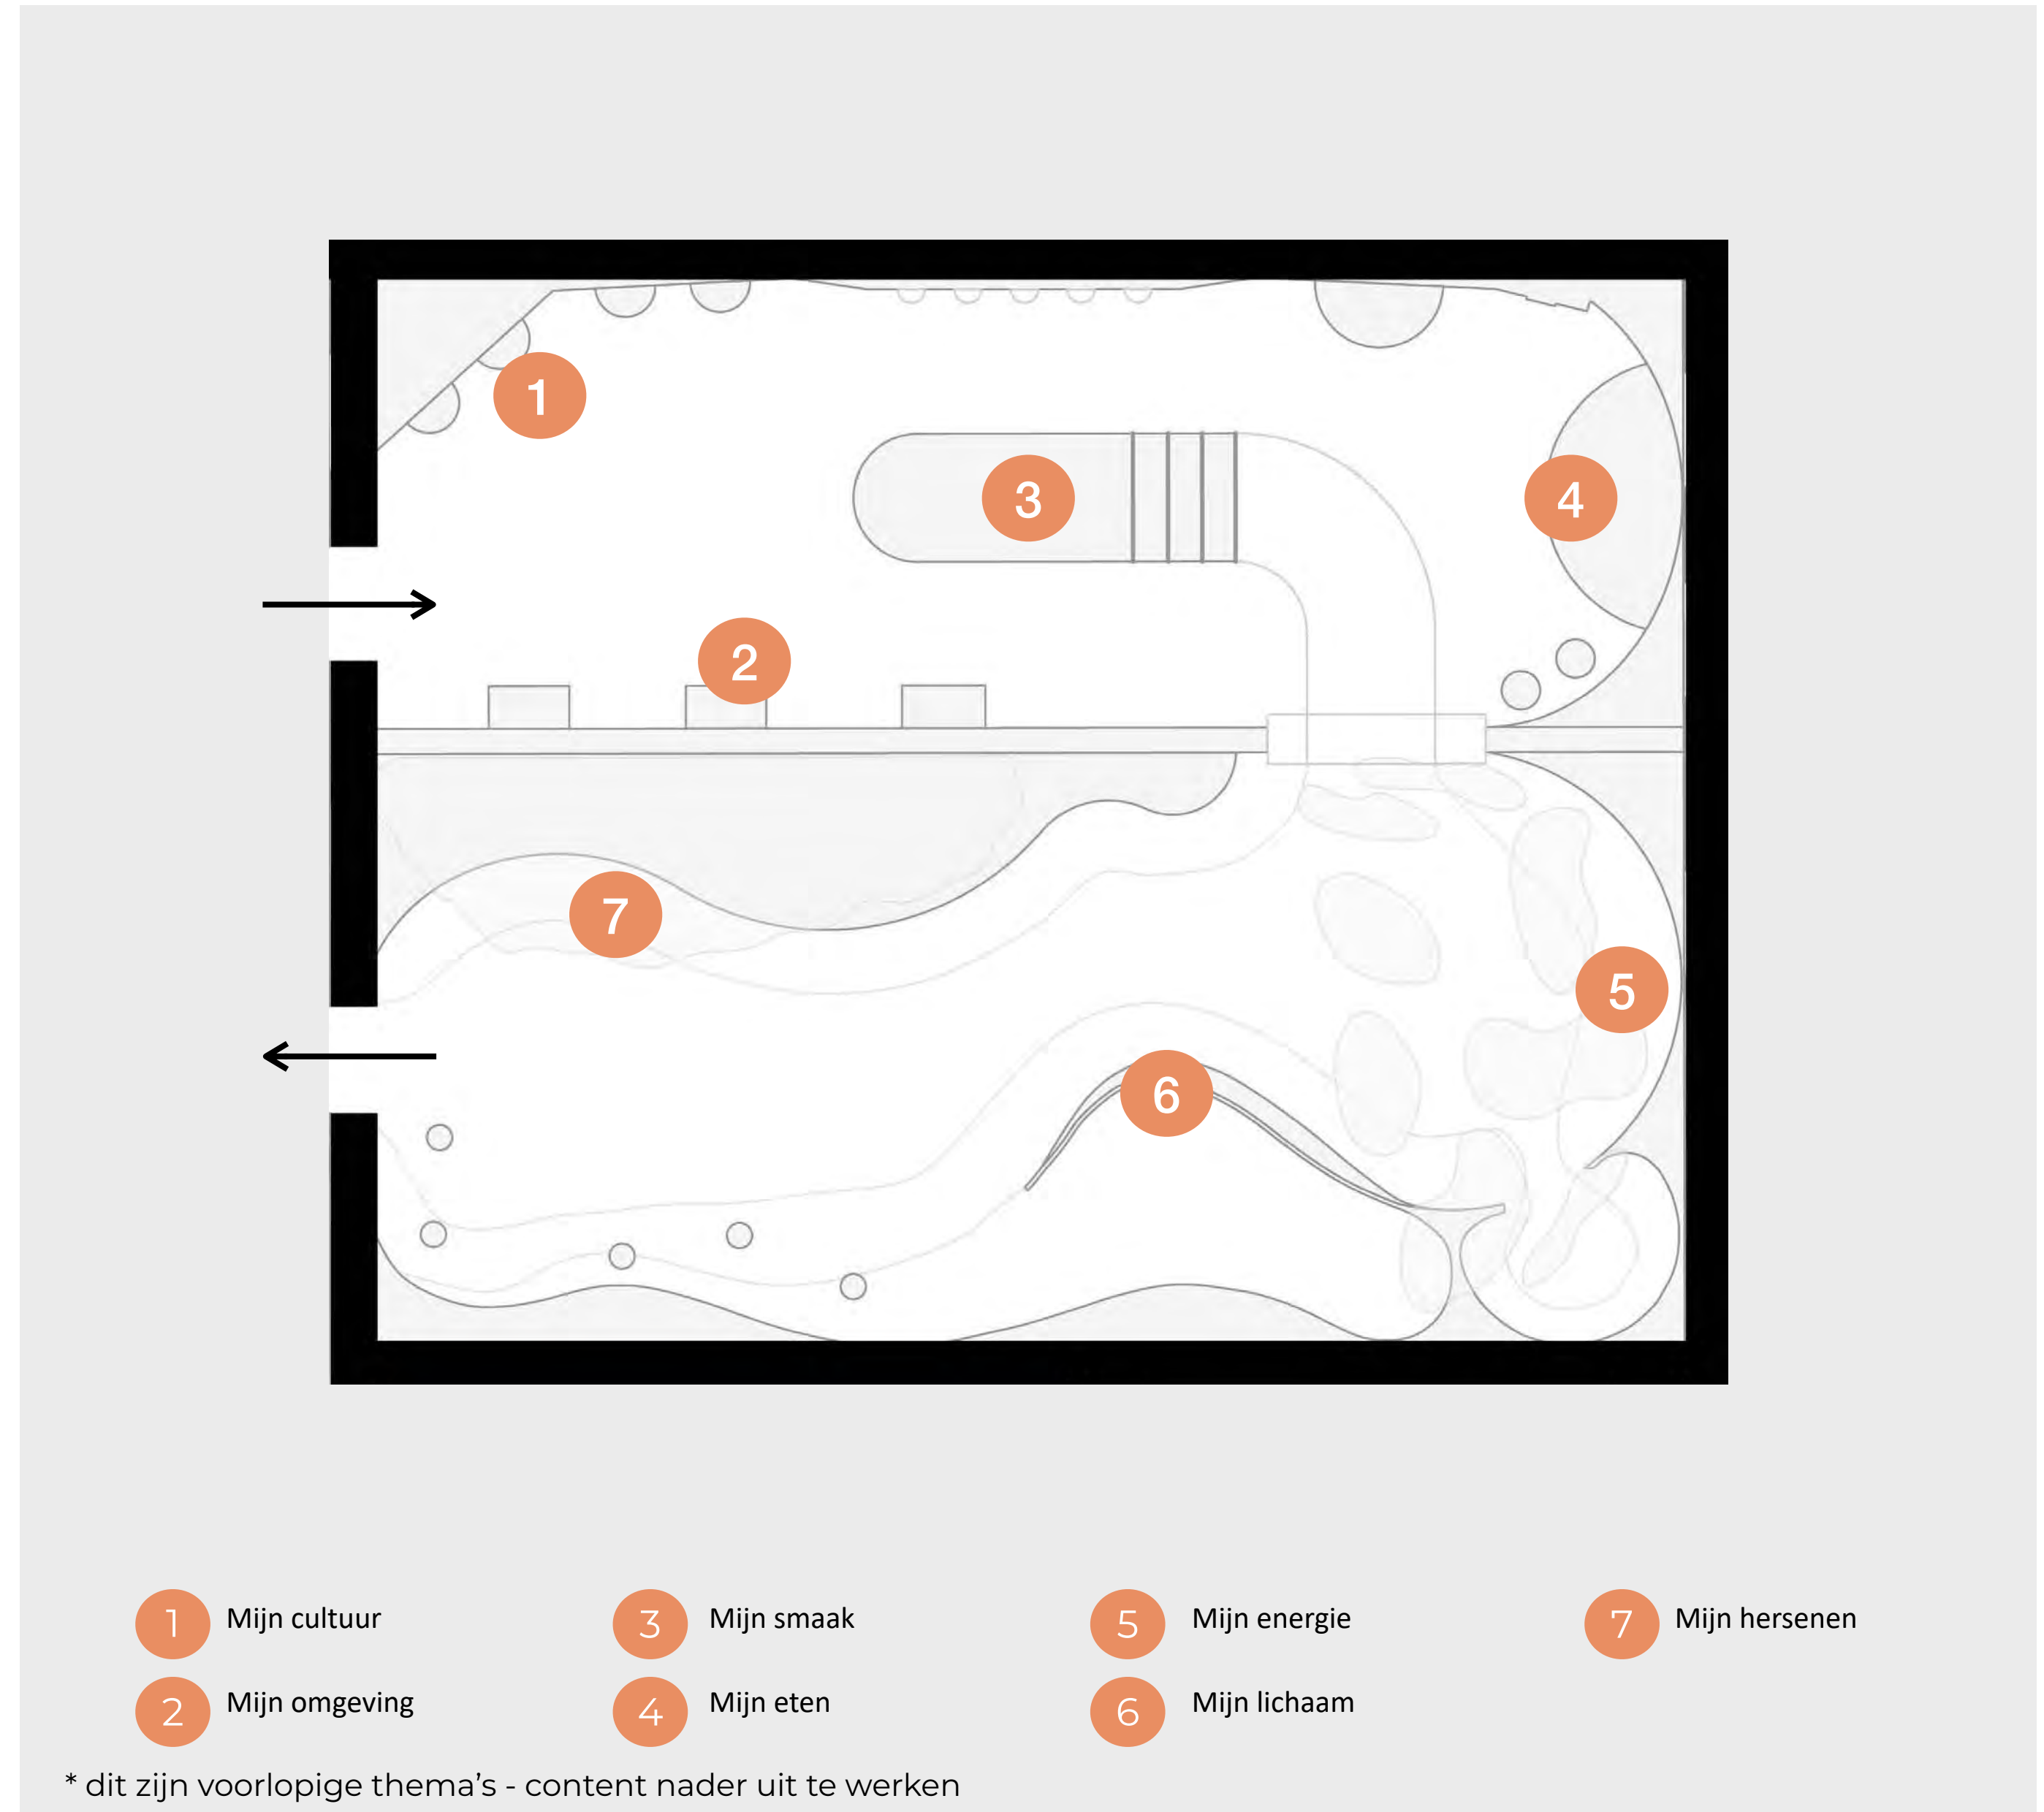 1
3
4
2
7
5
6
1 Mijn cultuur
2 Mijn omgeving
3 Mijn smaak
4 Mijn eten
5 Mijn energie
6 Mijn lichaam
7 Mijn hersenen
* dit zijn voorlopige thema's - content nader uit te werken